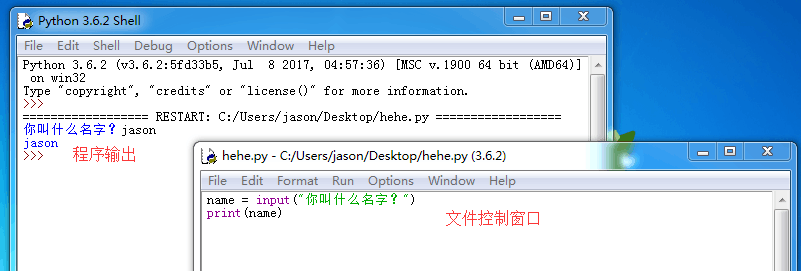 Python 3.6.2 Shell
File Edit Shell Debug Options Window Help
Python 3.6.2 (v3.6.2:5fd33b5, Jul  8 2017, 04:57:36) [MSC v.1900 64 bit (AMD64)]
 on win32
Type "copyright", "credits" or "license()" for more information.
>>>
================= RESTART: C:/Users/jason/Desktop/hehe.py =================
你叫什么名字？jason
jason
>>>
程序输出
hehe.py - C:/Users/jason/Desktop/hehe.py (3.6.2)
File Edit Format Run Options Window Help
name = input("你叫什么名字？")
print(name)
文件控制窗口